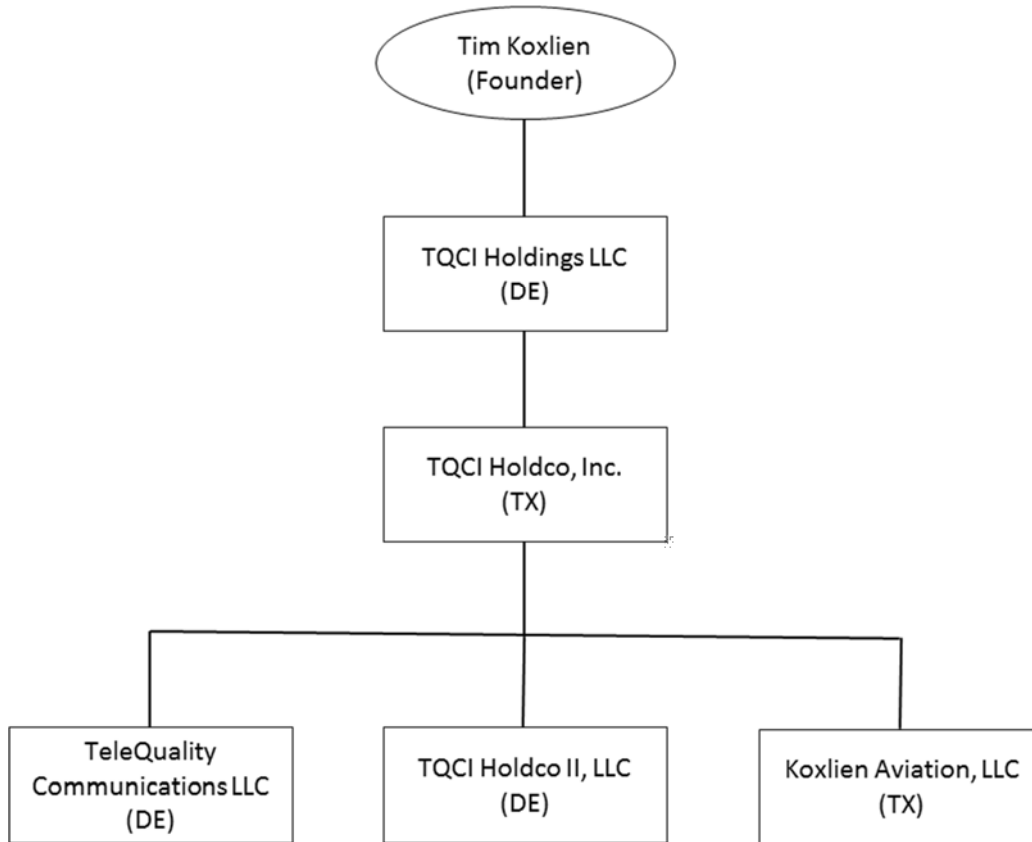 Tim Koxlien
(Founder)
TQCI Holdings LLC
(DE)
TQCI Holdco, Inc.
(TX)
TeleQuality
Communications LLC
(DE)
TQCI Holdco II, LLC
(DE)
Koxlien Aviation, LLC
(TX)